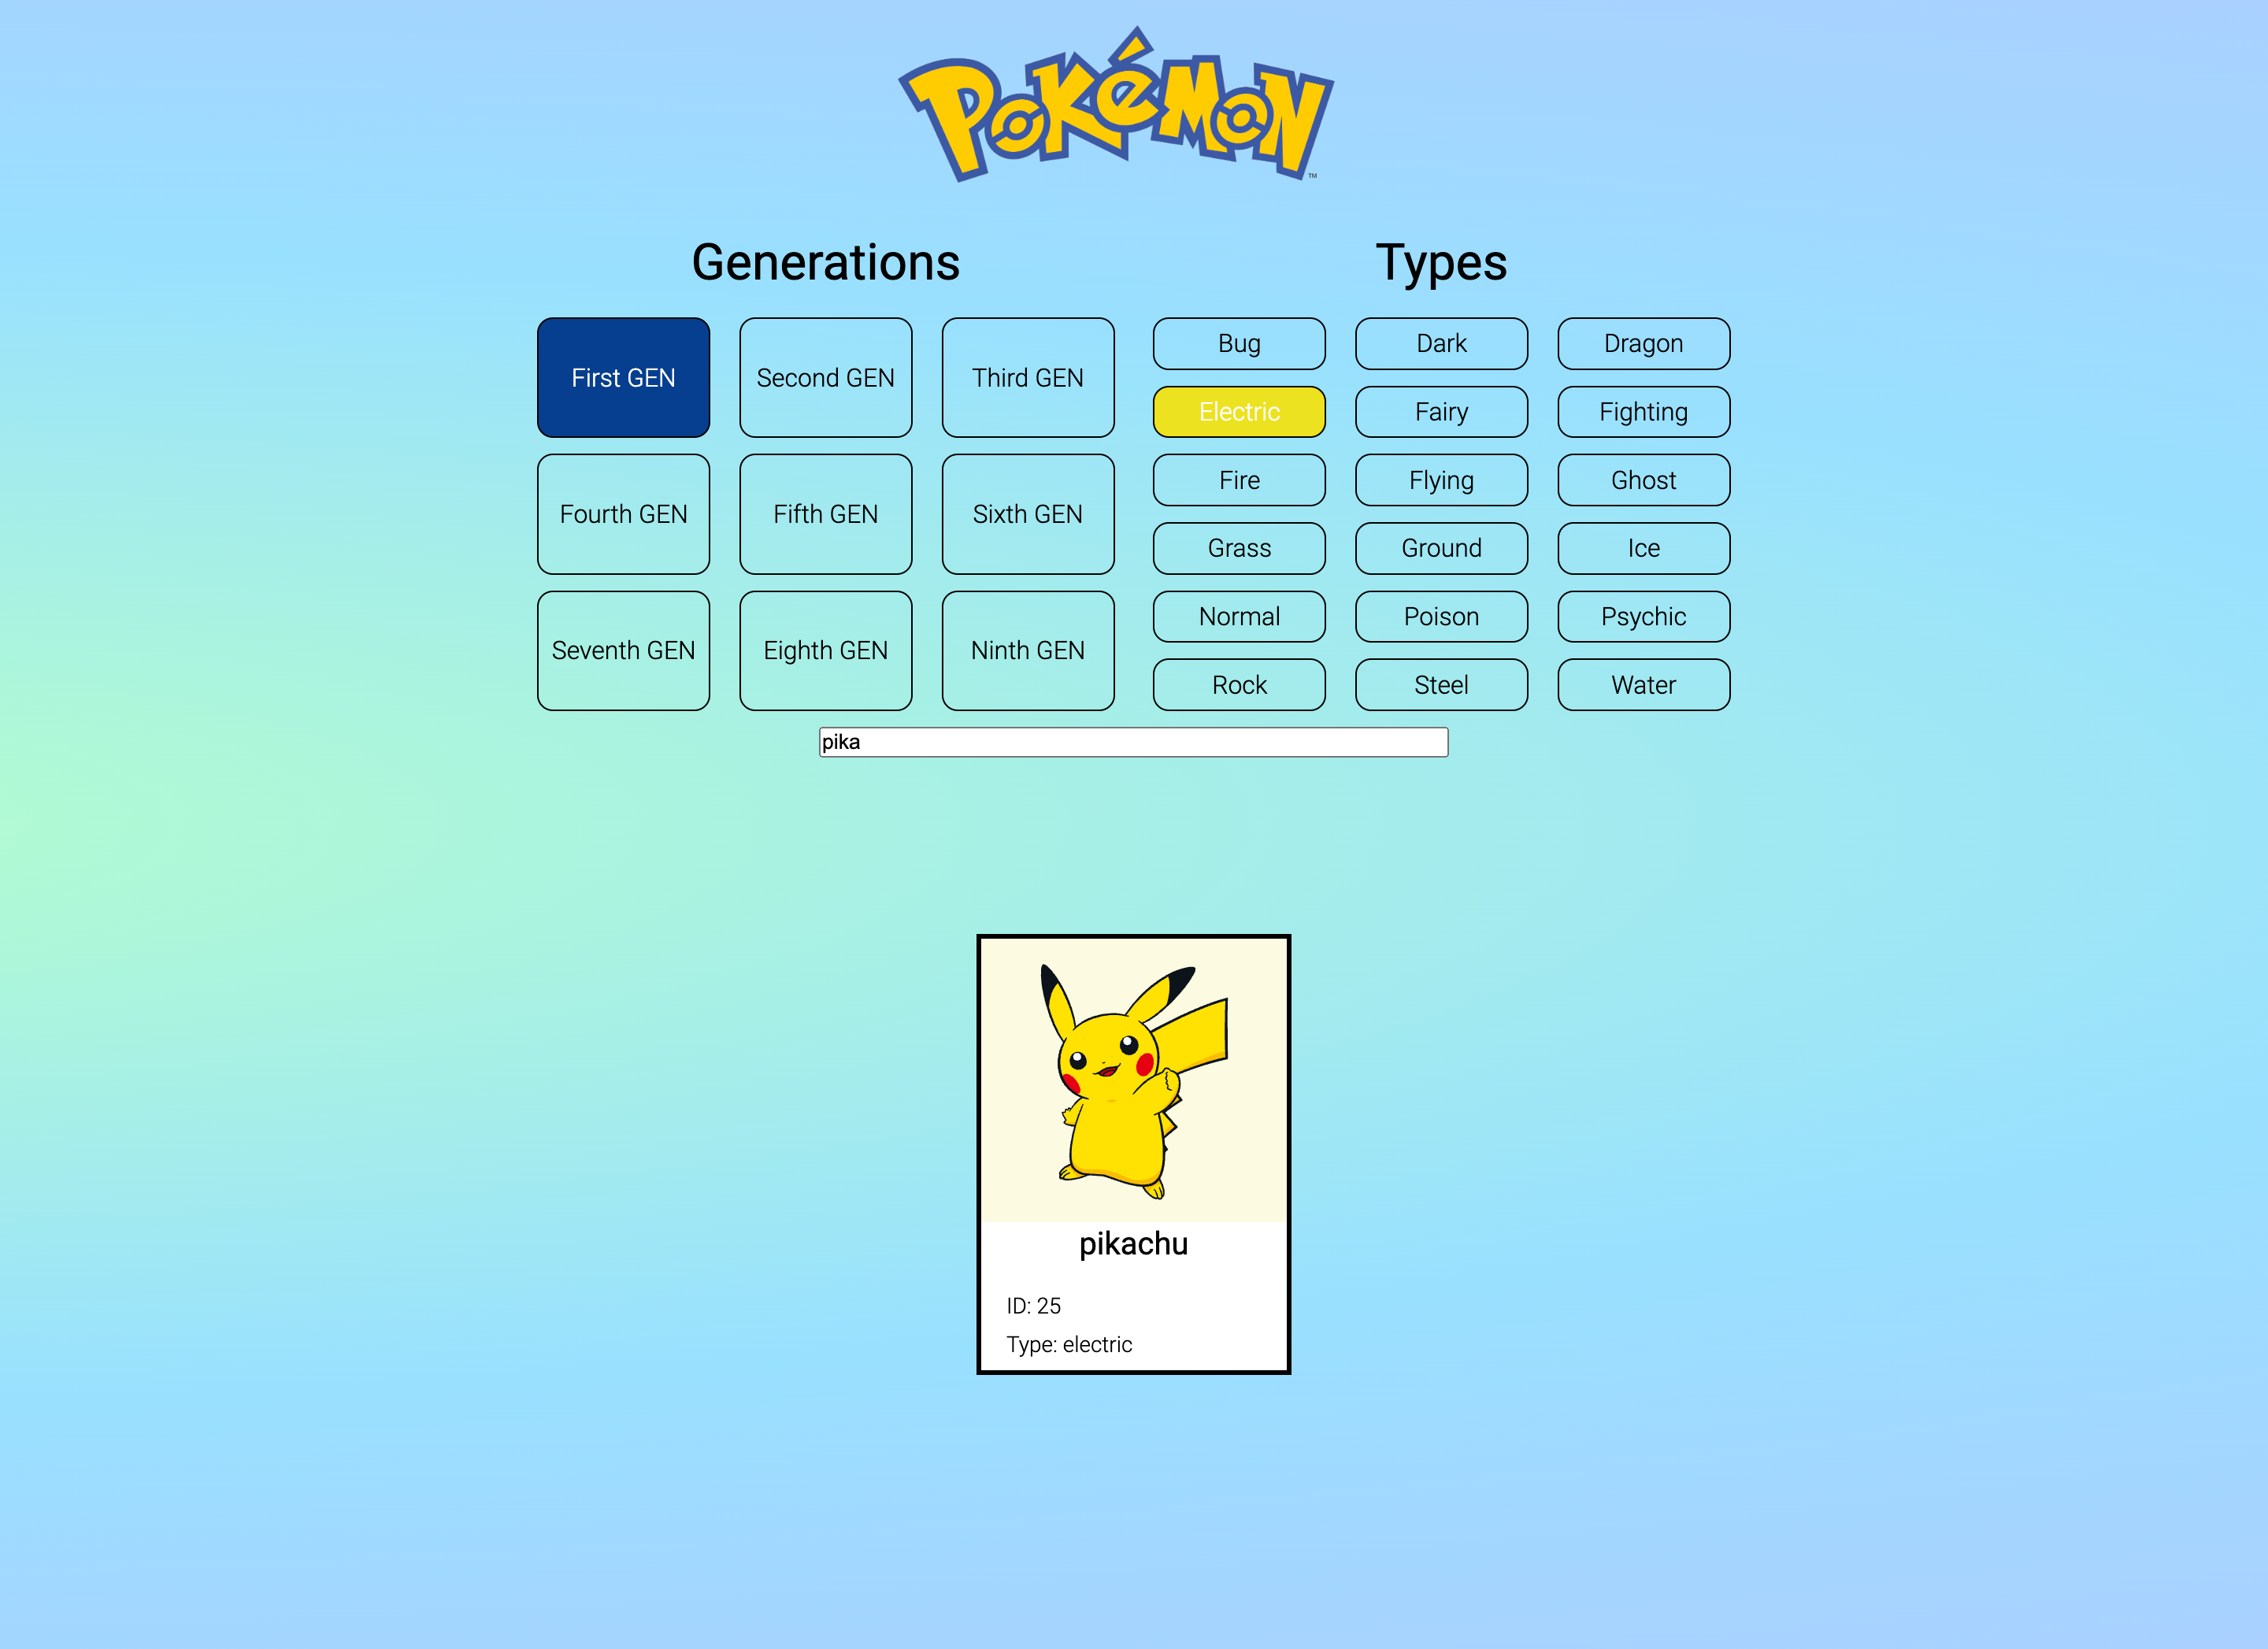 Pokémon
TM
Generations
Types
First GEN
Second GEN
Third GEN
Fourth GEN
Fifth GEN
Sixth GEN
Seventh GEN
Eighth GEN
Ninth GEN
Bug
Dark
Dragon
Electric
Fairy
Fighting
Fire
Flying
Ghost
Grass
Ground
Ice
Normal
Poison
Psychic
Rock
Steel
Water
pika
pikachu
ID: 25
Type: electric